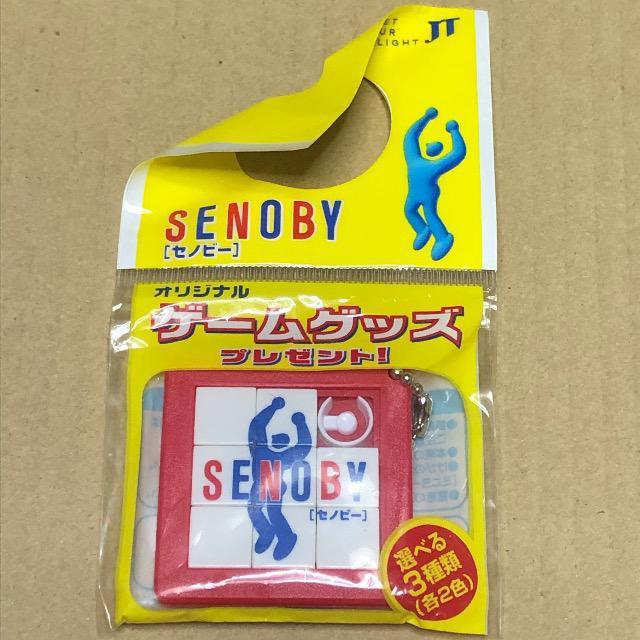 JT
LIGHT
SENOBY
[セノビー]
オリジナル
ゲームグッズ
プレゼント!
SENOBY
[セノビー]
選べる
3種類
(各2色)